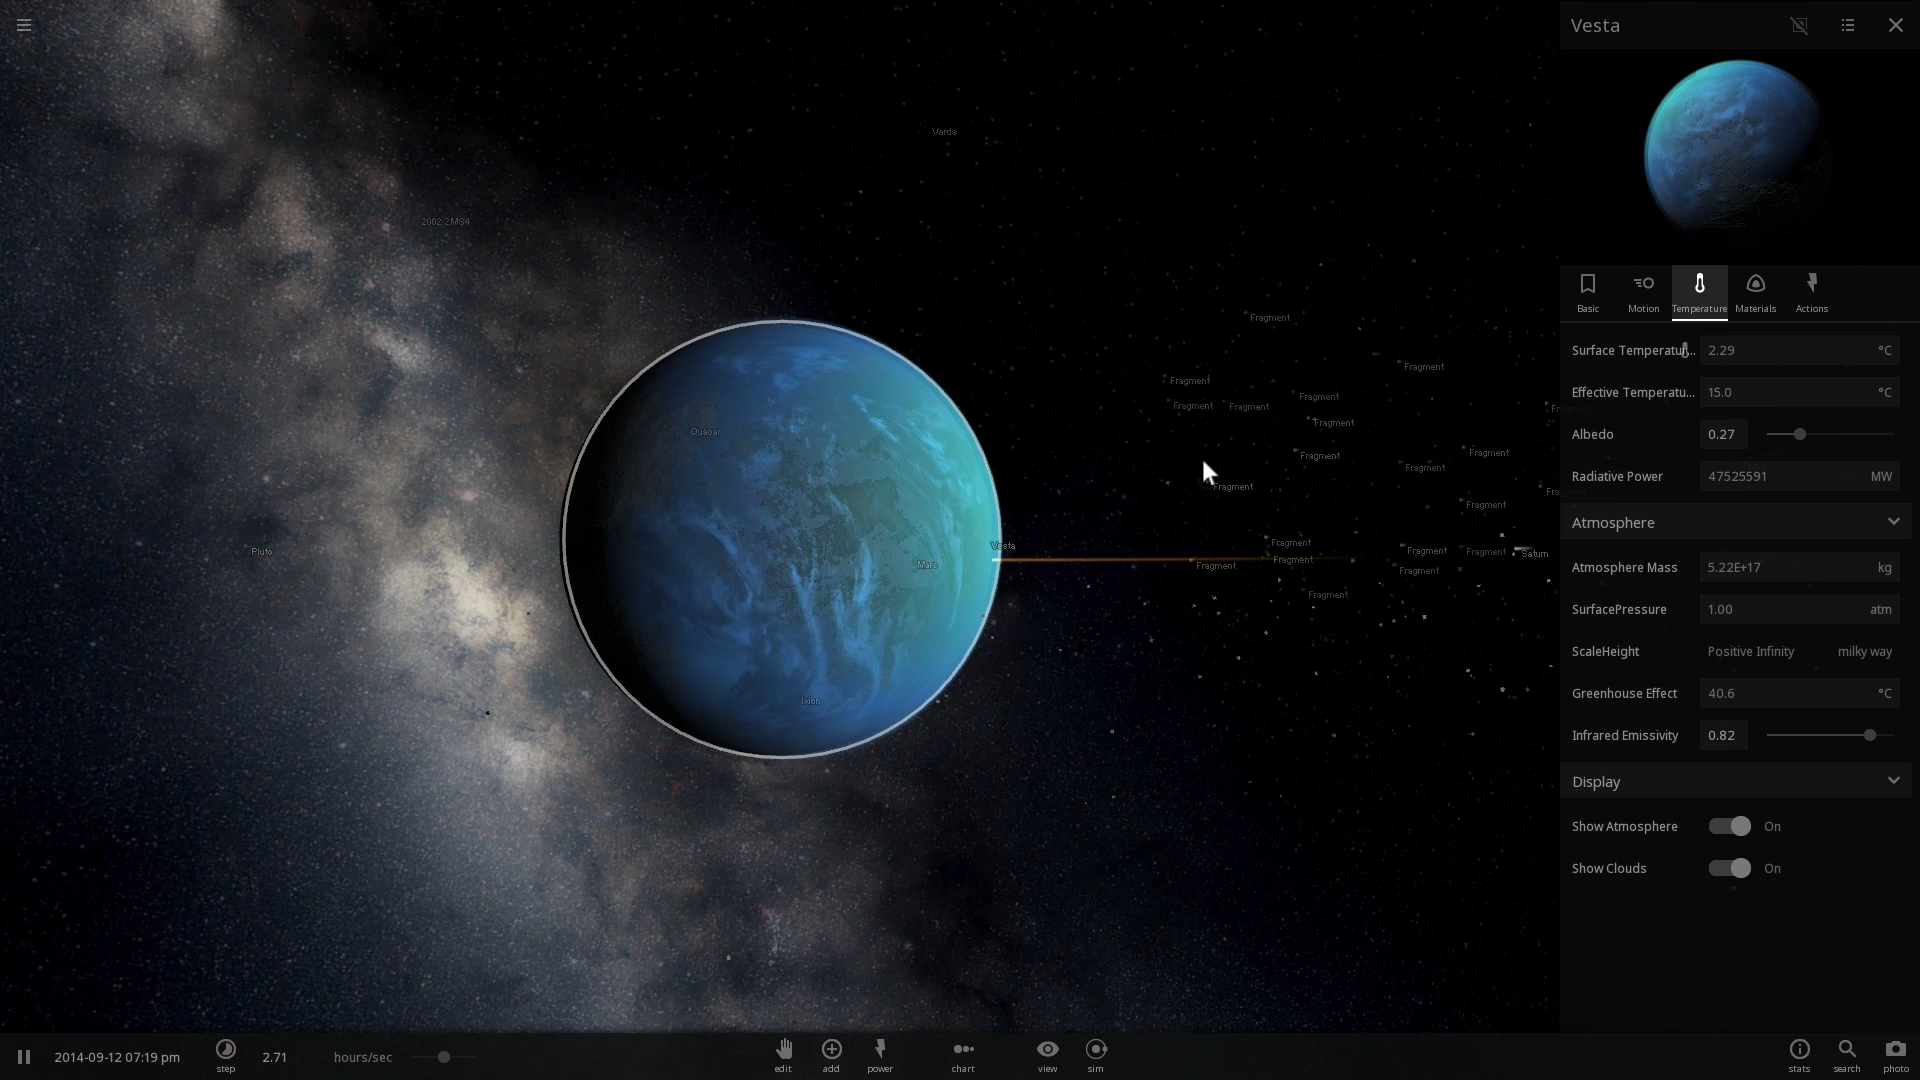 Vesta
Varda
2002 2MS4
Basic
Motion
Temperature
Materials
Actions
Fragment
Surface Temperatur... 2.29 °C
Fragment
Fragment
Effective Temperatu... 15.0 °C
Fragment
Fragment
Fragment
Fragment
Quaoar
Albedo 0.27
Fragment
Fragment
Fragment
Fragment
Radiative Power 47525591 MW
Fragment
Fragment
Atmosphere
Vesta
Fragment
Pluto
Fragment
Fragment
Saturn
Mars
Fragment
Fragment
Fragment
Atmosphere Mass 5.22E+17 kg
Fragment
SurfacePressure 1.00 atm
ScaleHeight Positive Infinity milky way
Greenhouse Effect 40.6 °C
Ixion
Infrared Emissivity 0.82
Display
Show Atmosphere On
Show Clouds On
2014-09-12 07:19 pm
step
2.71 hours/sec
edit
add
power
chart
view
sim
stats
search
photo